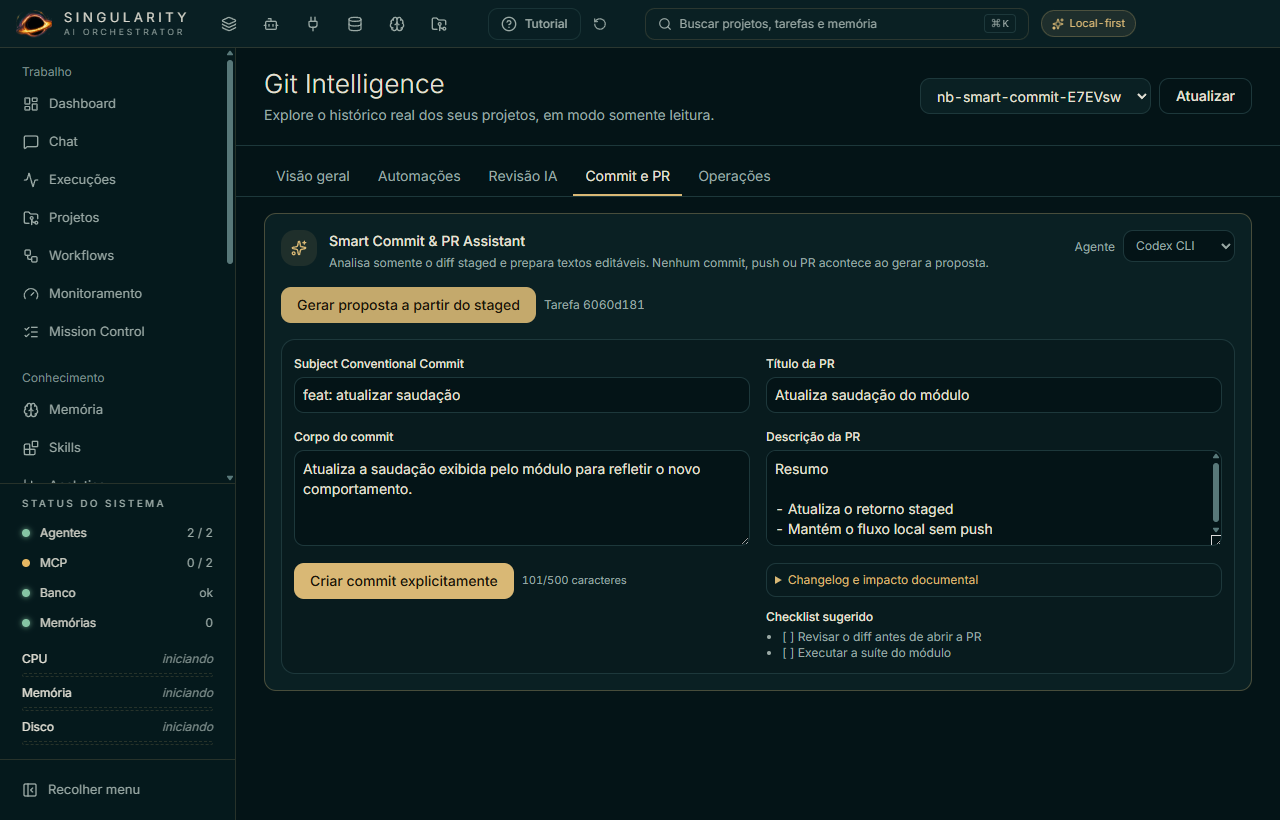 SINGULARITY
AI ORCHESTRATOR
Tutorial
Buscar projetos, tarefas e memória
⌘K
Local-first
Trabalho
Dashboard
Chat
Execuções
Projetos
Workflows
Monitoramento
Mission Control
Conhecimento
Memória
Skills
STATUS DO SISTEMA
Agentes 2 / 2
MCP 0 / 2
Banco ok
Memórias 0
CPU iniciando
Memória iniciando
Disco iniciando
Recolher menu
Git Intelligence
Explore o histórico real dos seus projetos, em modo somente leitura.
nb-smart-commit-E7EVsw
Atualizar
Visão geral
Automações
Revisão IA
Commit e PR
Operações
Smart Commit & PR Assistant
Analisa somente o diff staged e prepara textos editáveis. Nenhum commit, push ou PR acontece ao gerar a proposta.
Agente
Codex CLI
Gerar proposta a partir do staged
Tarefa 6060d181
Subject Conventional Commit
feat: atualizar saudação
Corpo do commit
Atualiza a saudação exibida pelo módulo para refletir o novo
comportamento.
Criar commit explicitamente
101/500 caracteres
Título da PR
Atualiza saudação do módulo
Descrição da PR
Resumo
- Atualiza o retorno staged
- Mantém o fluxo local sem push
Changelog e impacto documental
Checklist sugerido
• [ ] Revisar o diff antes de abrir a PR
• [ ] Executar a suíte do módulo